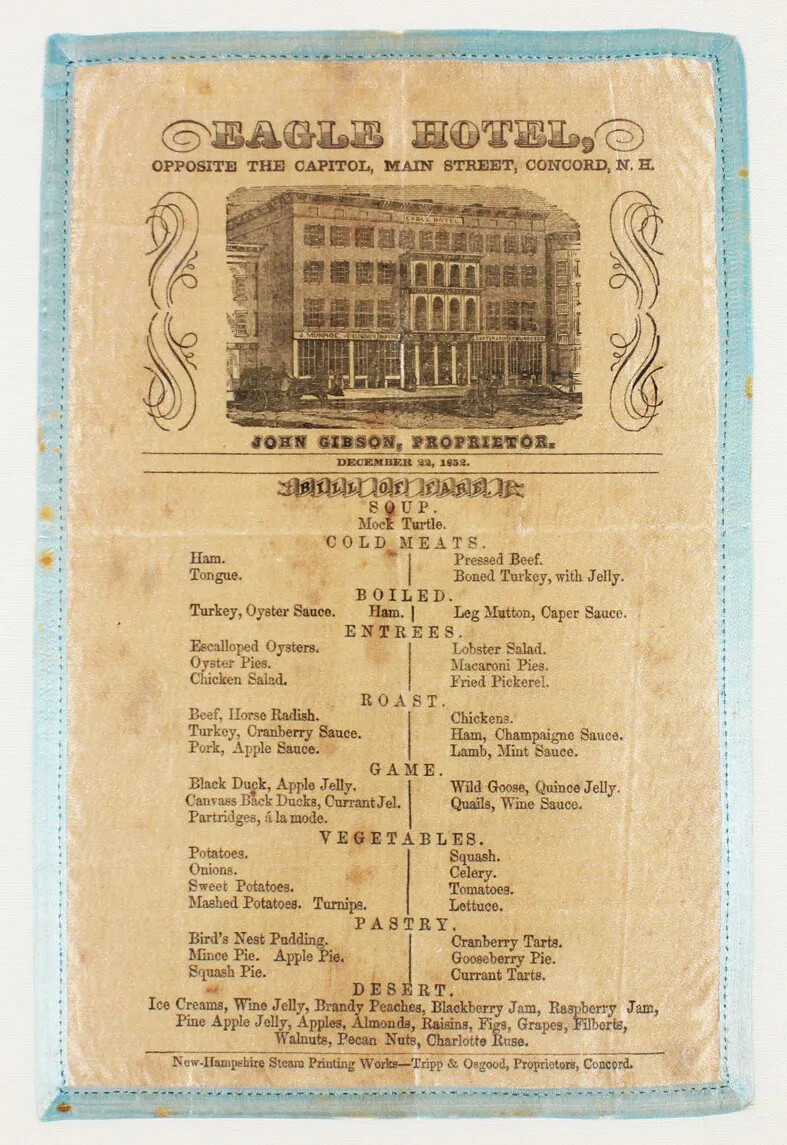 EAGLE HOTEL,
OPPOSITE THE CAPITOL, MAIN STREET, CONCORD, N. H.
EAGLE HOTEL
J. MUNROE
JOHN GIBSON, PROPRIETOR.
DECEMBER 22, 1852.
BILL OF FARE.
SOUP.
Mock Turtle.
COLD MEATS.
Ham. Pressed Beef.
Tongue. Boned Turkey, with Jelly.
BOILED.
Turkey, Oyster Sauce. Ham. Leg Mutton, Caper Sauce.
ENTREES.
Escalloped Oysters. Lobster Salad.
Oyster Pies. Macaroni Pies.
Chicken Salad. Fried Pickerel.
ROAST.
Beef, Horse Radish. Chickens.
Turkey, Cranberry Sauce. Ham, Champaigne Sauce.
Pork, Apple Sauce. Lamb, Mint Sauce.
GAME.
Black Duck, Apple Jelly. Wild Goose, Quince Jelly.
Canvass Back Ducks, Currant Jel. Quails, Wine Sauce.
Partridges, á la mode.
VEGETABLES.
Potatoes. Squash.
Onions. Celery.
Sweet Potatoes. Tomatoes.
Mashed Potatoes. Turnips. Lettuce.
PASTRY.
Bird's Nest Pudding. Cranberry Tarts.
Mince Pie. Apple Pie. Gooseberry Pie.
Squash Pie. Currant Tarts.
DESERT.
Ice Creams, Wine Jelly, Brandy Peaches, Blackberry Jam, Raspberry Jam,
Pine Apple Jelly, Apples, Almonds, Raisins, Figs, Grapes, Filberts,
Walnuts, Pecan Nuts, Charlotte Ruse.
New-Hampshire Steam Printing Works—Tripp & Osgood, Proprietors, Concord.